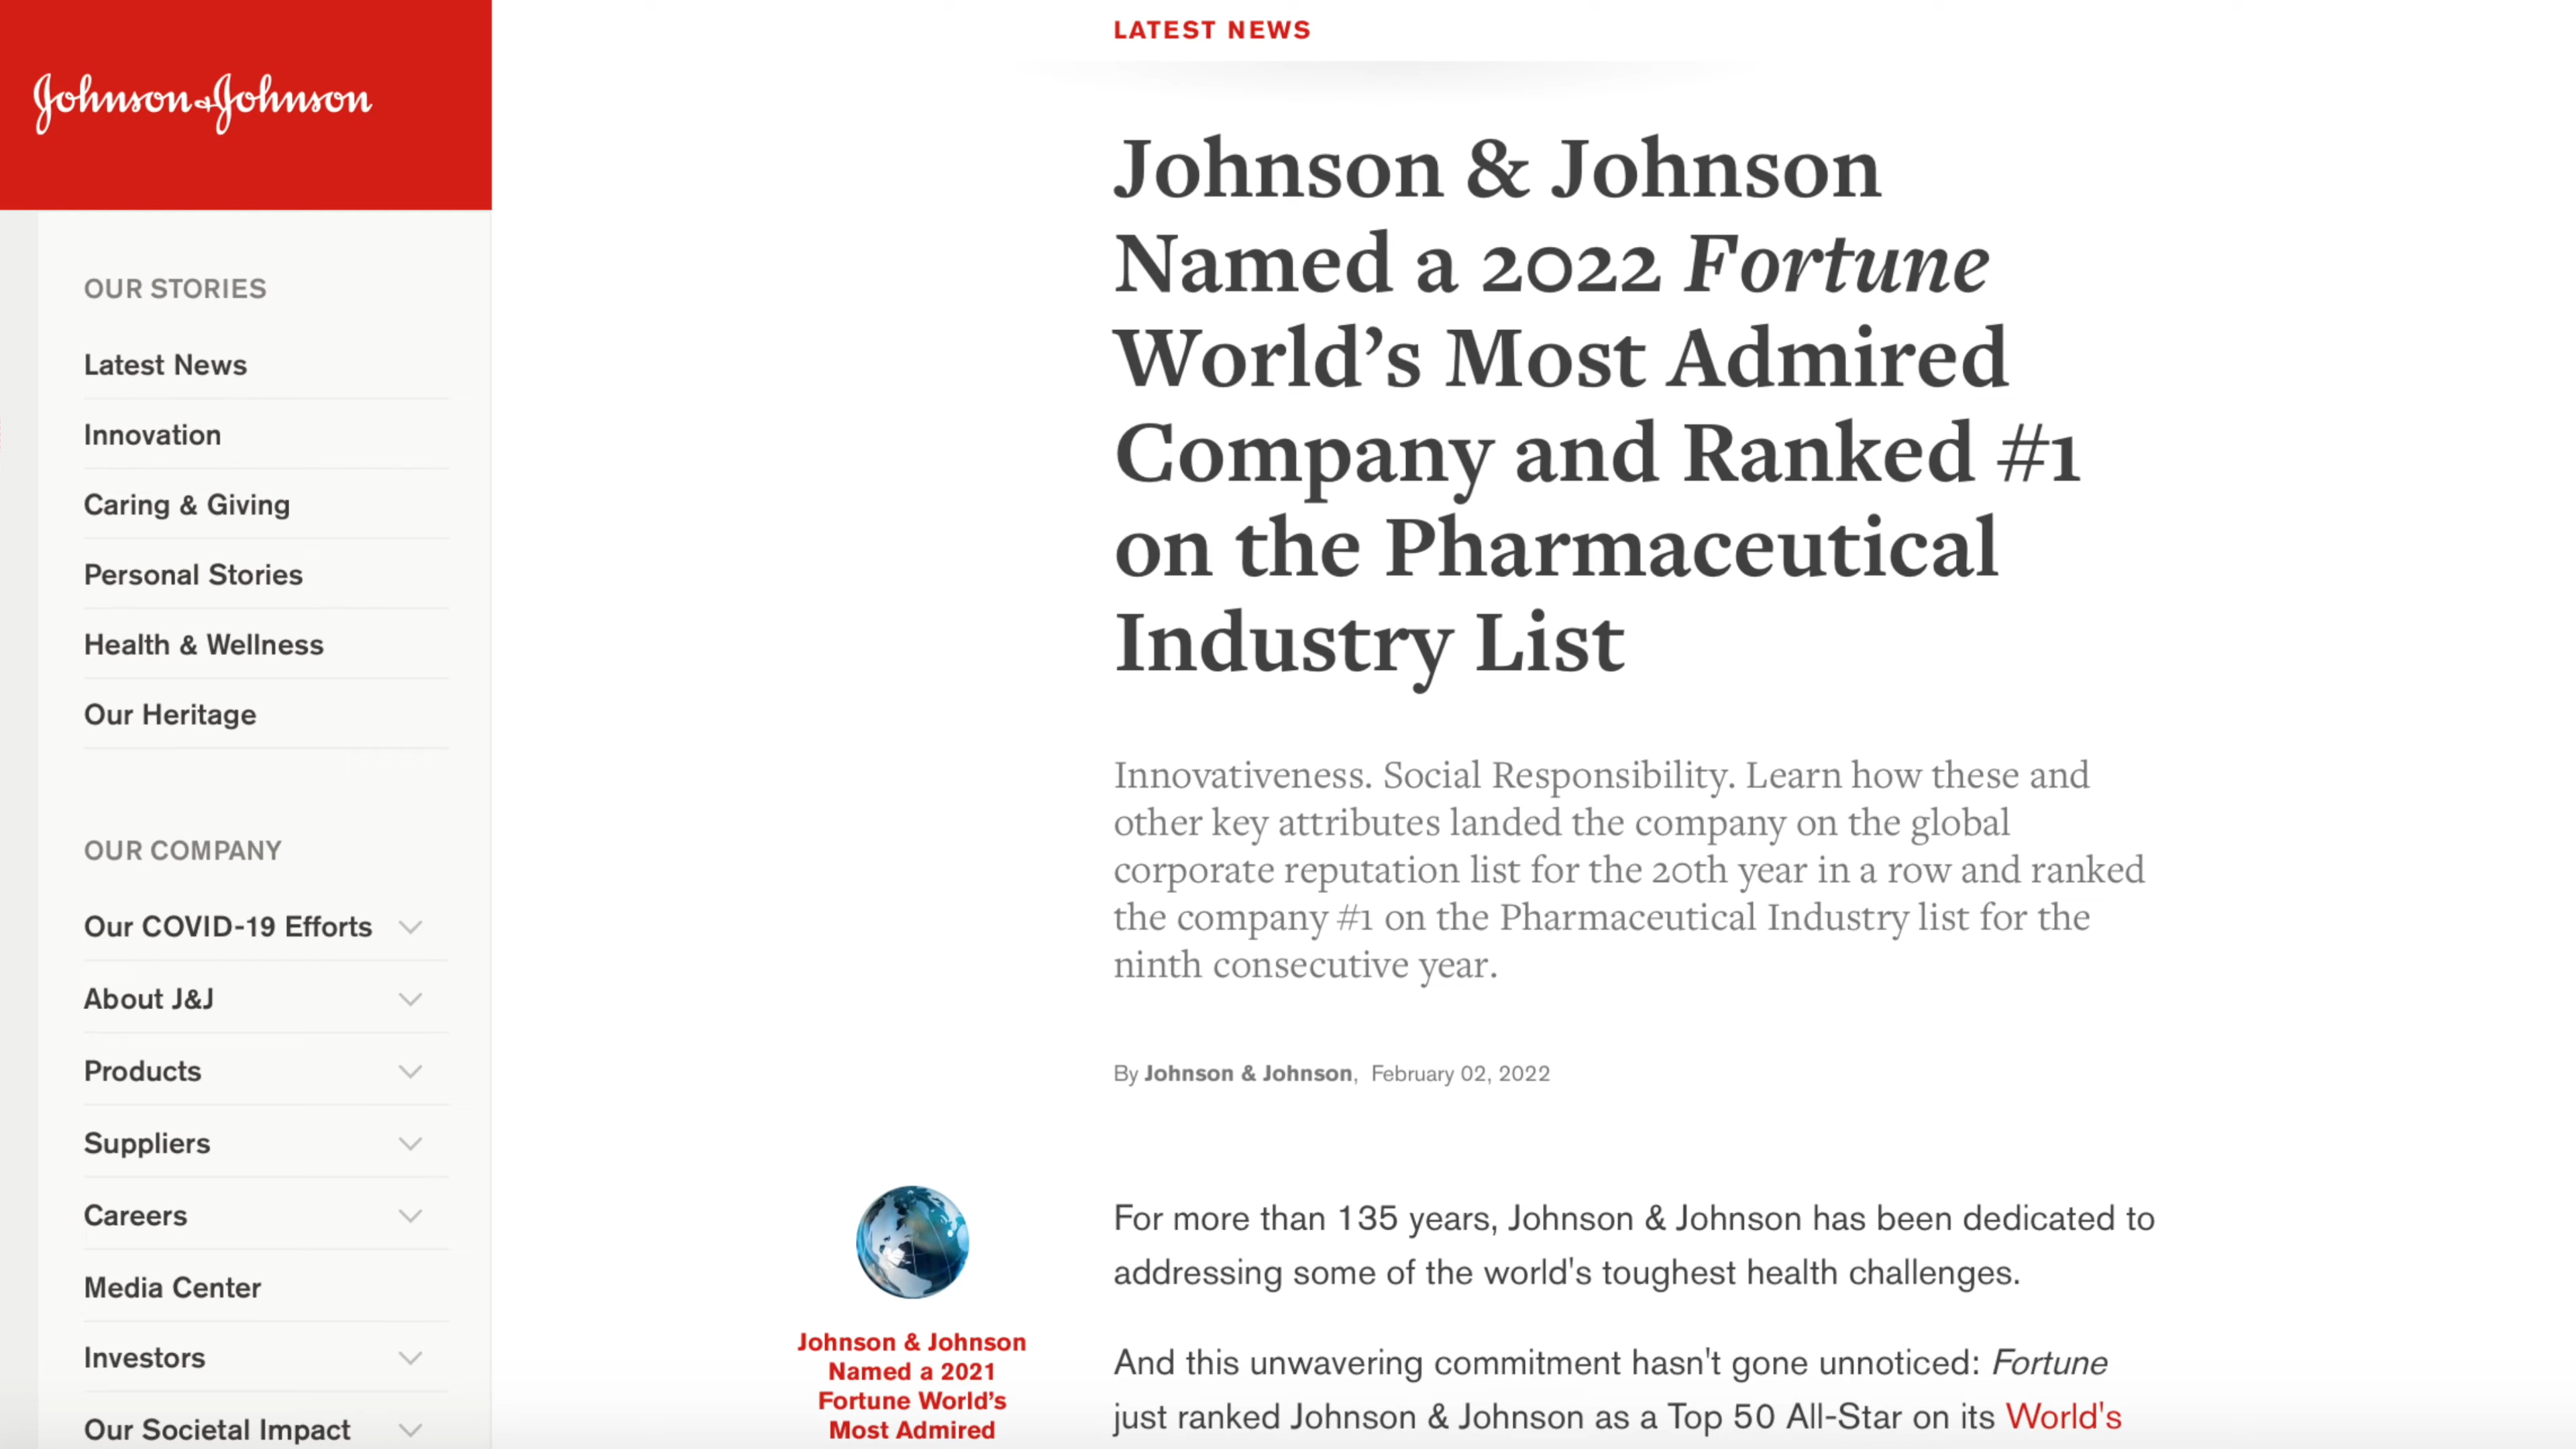 Johnson & Johnson
OUR STORIES
Latest News
Innovation
Caring & Giving
Personal Stories
Health & Wellness
Our Heritage
OUR COMPANY
Our COVID-19 Efforts
About J&J
Products
Suppliers
Careers
Media Center
Investors
Our Societal Impact
LATEST NEWS
Johnson & Johnson
Named a 2022 Fortune
World’s Most Admired
Company and Ranked #1
on the Pharmaceutical
Industry List
Innovativeness. Social Responsibility. Learn how these and
other key attributes landed the company on the global
corporate reputation list for the 20th year in a row and ranked
the company #1 on the Pharmaceutical Industry list for the
ninth consecutive year.
By Johnson & Johnson, February 02, 2022
Johnson & Johnson
Named a 2021
Fortune World’s
Most Admired
For more than 135 years, Johnson & Johnson has been dedicated to
addressing some of the world's toughest health challenges.
And this unwavering commitment hasn't gone unnoticed: Fortune
just ranked Johnson & Johnson as a Top 50 All-Star on its World's